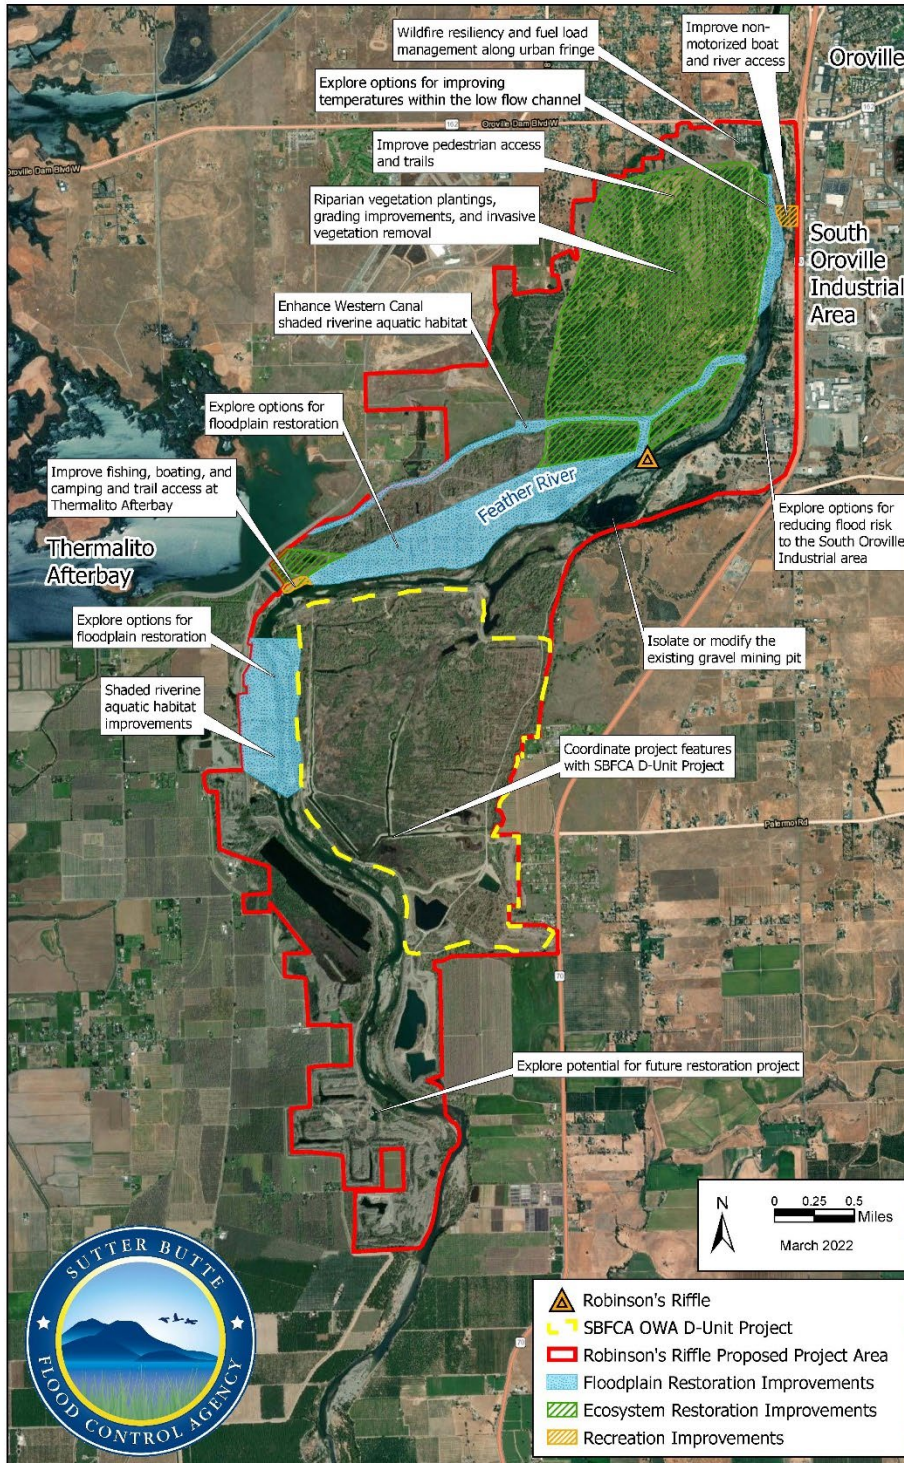 Wildfire resiliency and fuel load
management along urban fringe
Improve non-
motorized boat
and river access
Oroville
Explore options for improving
temperatures within the low flow channel
162
162
Oroville Dam Blvd W
Oroville Dam Blvd W
Improve pedestrian access
and trails
Riparian vegetation plantings,
grading improvements, and invasive
vegetation removal
South
Oroville
Industrial
Area
Enhance Western Canal
shaded riverine aquatic habitat
Explore options for
floodplain restoration
Improve fishing, boating, and
camping and trail access at
Thermalito Afterbay
Feather River
Explore options for
reducing flood risk
to the South Oroville
Industrial area
Thermalito
Afterbay
Explore options for
floodplain restoration
Isolate or modify the
existing gravel mining pit
Shaded riverine
aquatic habitat
improvements
Coordinate project features
with SBFCA D-Unit Project
Palermo Rd
70
Explore potential for future restoration project
N
0 0.25 0.5
Miles
March 2022
SUTTER BUTTE
FLOOD CONTROL AGENCY
Robinson's Riffle
SBFCA OWA D-Unit Project
Robinson's Riffle Proposed Project Area
Floodplain Restoration Improvements
Ecosystem Restoration Improvements
Recreation Improvements